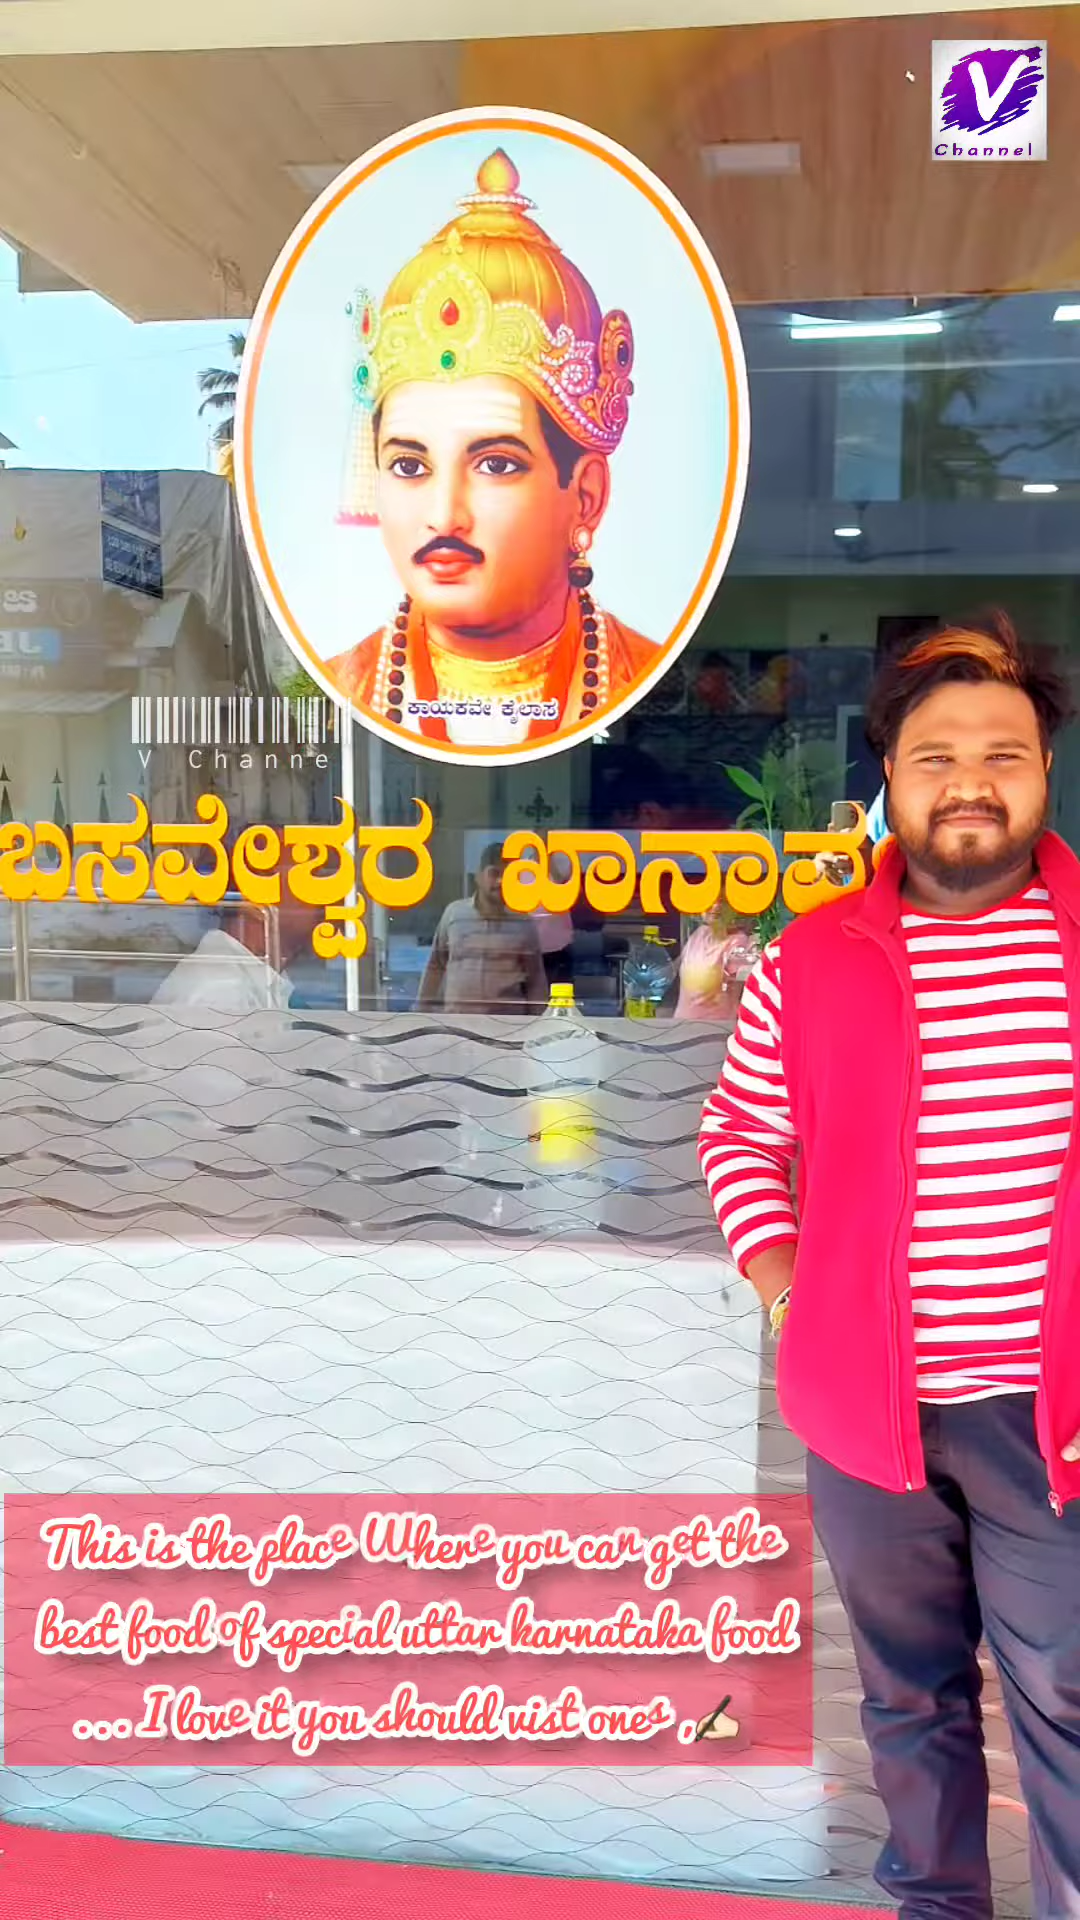 V
Channel
ಕಾಯಕವೇ ಕೈಲಾಸ
V Channe
ಬಸವೇಶ್ವರ ಖಾನಾವ
This is the place Where you can get the
best food of special uttar karnataka food
... I love it you should vist ones .✍🏻